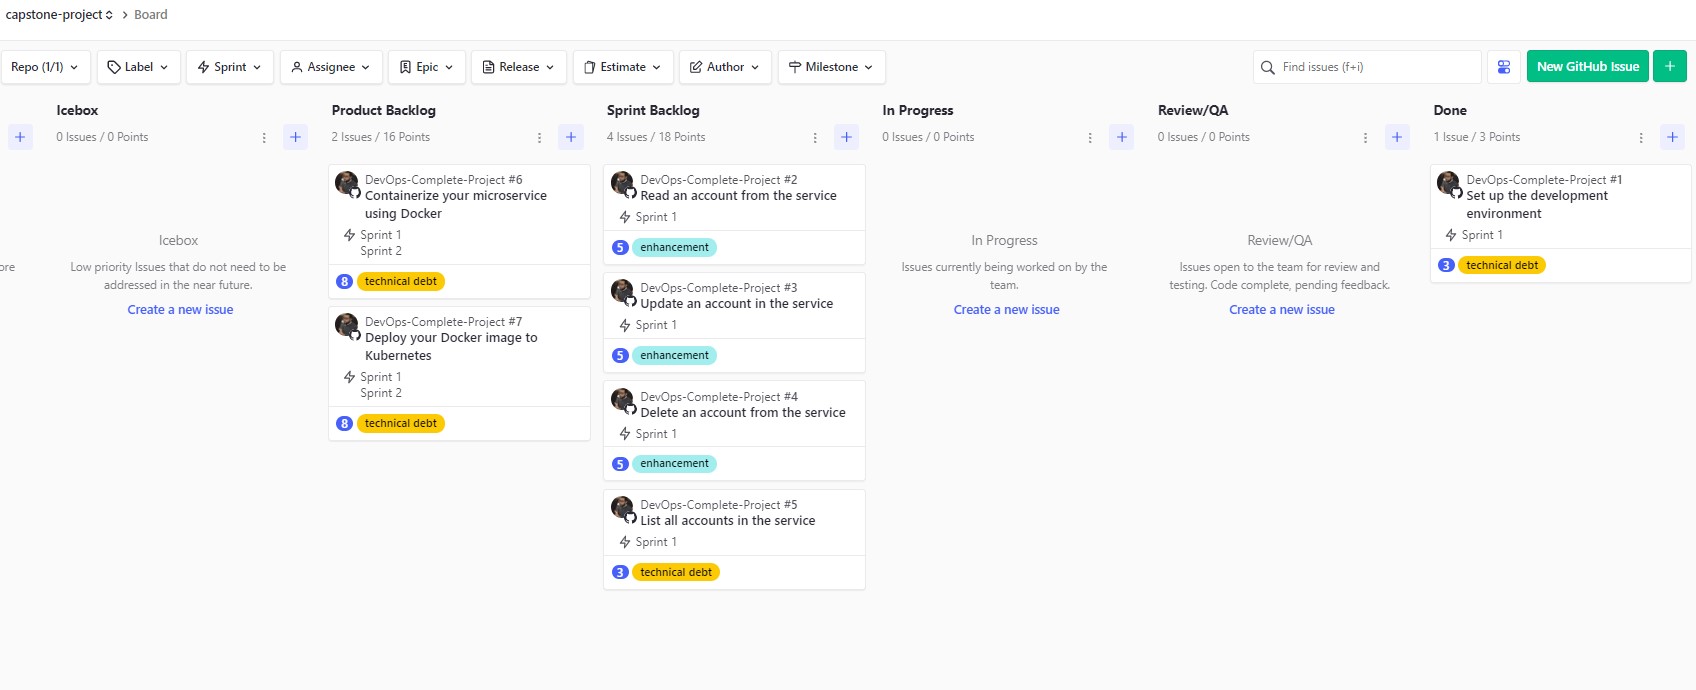 capstone-project > Board
Repo (1/1) Label Sprint Assignee Epic Release Estimate Author Milestone Find issues (f+i) New GitHub Issue +
ore
Icebox
0 Issues / 0 Points
Icebox
Low priority Issues that do not need to be
addressed in the near future.
Create a new issue
Product Backlog
2 Issues / 16 Points
DevOps-Complete-Project #6
Containerize your microservice
using Docker
Sprint 1
Sprint 2
8 technical debt
DevOps-Complete-Project #7
Deploy your Docker image to
Kubernetes
Sprint 1
Sprint 2
8 technical debt
Sprint Backlog
4 Issues / 18 Points
DevOps-Complete-Project #2
Read an account from the service
Sprint 1
5 enhancement
DevOps-Complete-Project #3
Update an account in the service
Sprint 1
5 enhancement
DevOps-Complete-Project #4
Delete an account from the service
Sprint 1
5 enhancement
DevOps-Complete-Project #5
List all accounts in the service
Sprint 1
3 technical debt
In Progress
0 Issues / 0 Points
In Progress
Issues currently being worked on by the
team.
Create a new issue
Review/QA
0 Issues / 0 Points
Review/QA
Issues open to the team for review and
testing. Code complete, pending feedback.
Create a new issue
Done
1 Issue / 3 Points
DevOps-Complete-Project #1
Set up the development
environment
Sprint 1
3 technical debt